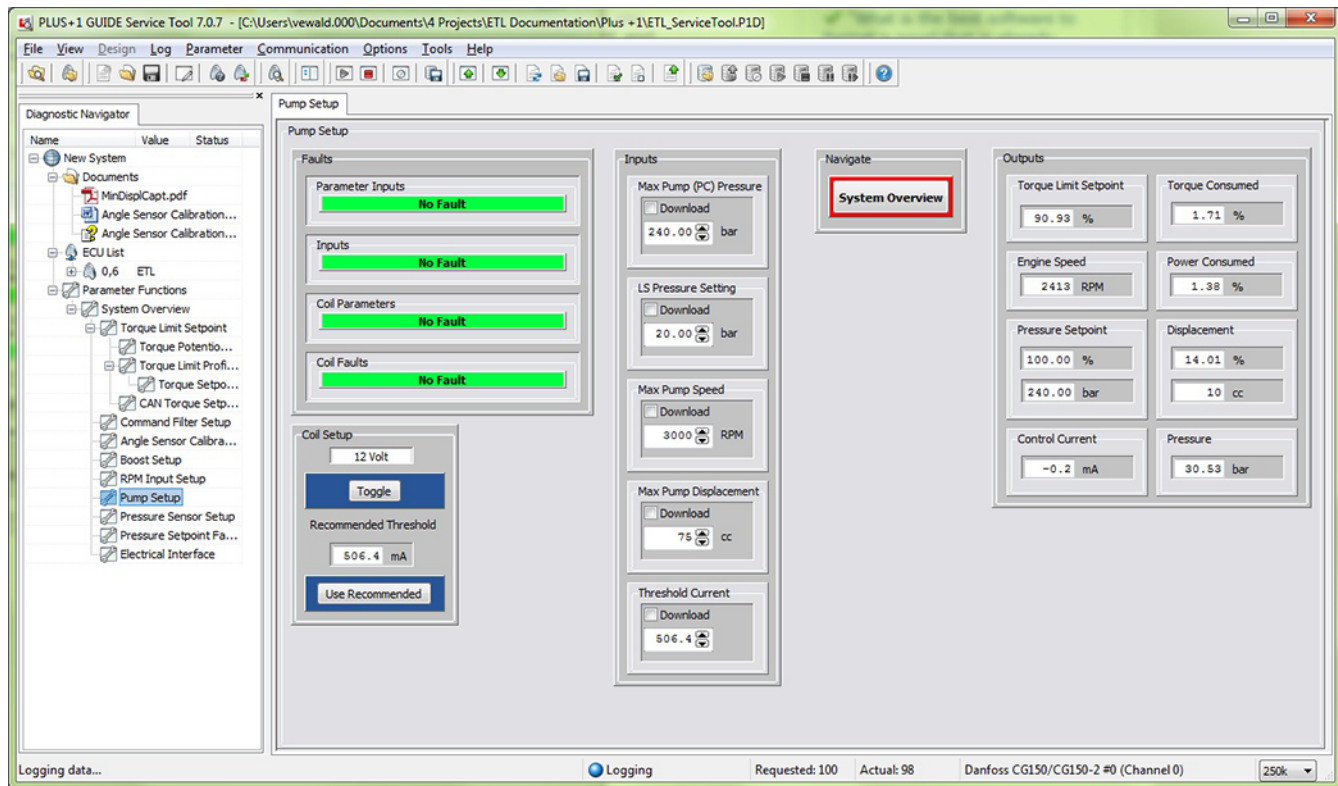 PLUS+1 GUIDE Service Tool 7.0.7 - [C:\Users\vewald.000\Documents\4 Projects\ETL Documentation\Plus +1\ETL_ServiceTool.P1D]
File View Design Log Parameter Communication Options Tools Help
Diagnostic Navigator
Name Value Status
New System
Documents
MinDisplCapt.pdf
Angle Sensor Calibration...
Angle Sensor Calibration...
ECU List
0,6 ETL
Parameter Functions
System Overview
Torque Limit Setpoint
Torque Potentio...
Torque Limit Profi...
Torque Setpo...
CAN Torque Setp...
Command Filter Setup
Angle Sensor Calibra...
Boost Setup
RPM Input Setup
Pump Setup
Pressure Sensor Setup
Pressure Setpoint Fa...
Electrical Interface
Pump Setup
Pump Setup
Faults
Parameter Inputs
No Fault
Inputs
No Fault
Coil Parameters
No Fault
Coil Faults
No Fault
Coil Setup
12 Volt
Toggle
Recommended Threshold
506.4 mA
Use Recommended
Inputs
Max Pump (PC) Pressure
Download
240.00 bar
LS Pressure Setting
Download
20.00 bar
Max Pump Speed
Download
3000 RPM
Max Pump Displacement
Download
75 cc
Threshold Current
Download
506.4
Navigate
System Overview
Outputs
Torque Limit Setpoint
90.93 %
Torque Consumed
1.71 %
Engine Speed
2413 RPM
Power Consumed
1.38 %
Pressure Setpoint
100.00 %
240.00 bar
Displacement
14.01 %
10 cc
Control Current
-0.2 mA
Pressure
30.53 bar
Logging data...
Logging
Requested: 100
Actual: 98
Danfoss CG150/CG150-2 #0 (Channel 0)
250k